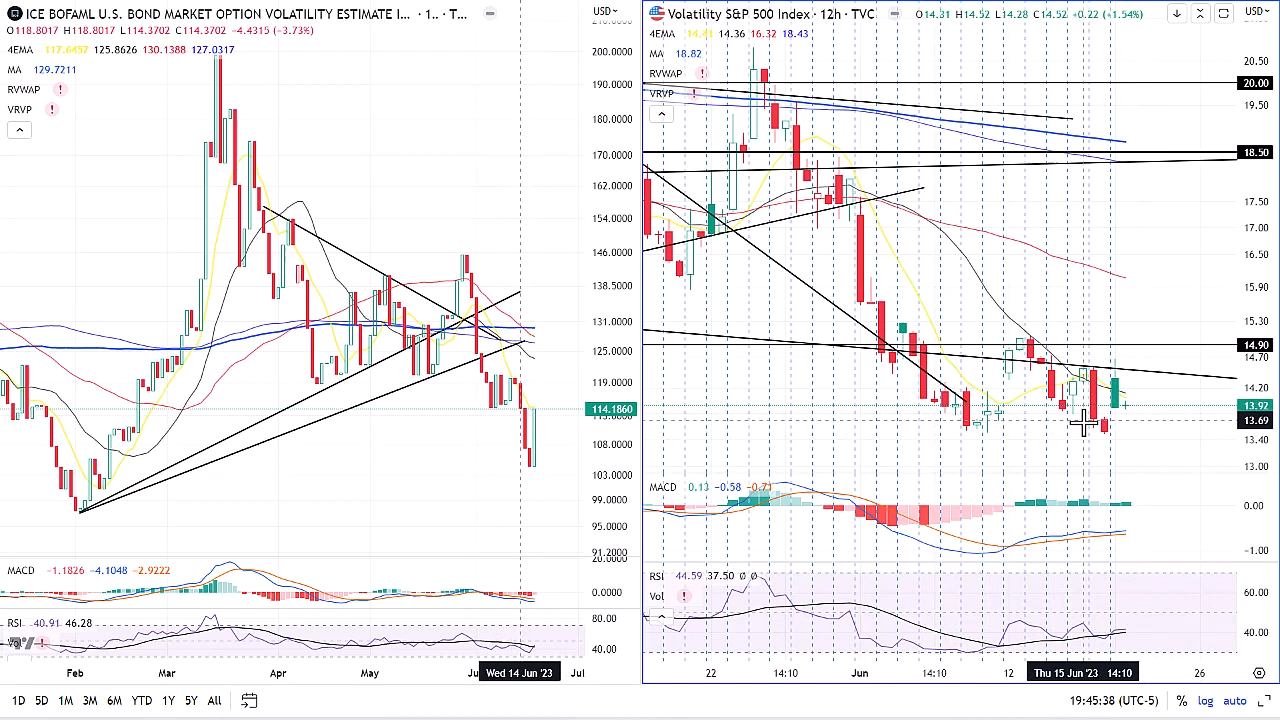 ICE BOFAML U.S. BOND MARKET OPTION VOLATILITY ESTIMATE I... · 1.. · T...
O118.8017 H118.8017 L114.3702 C114.3702 −4.4315 (−3.73%)
4EMA 117.6457 125.8626 130.1388 127.0317
MA 129.7211
RVWAP !
VRVP !
USD
200.0000
190.0000
180.0000
170.0000
162.0000
154.0000
146.0000
138.5000
131.0000
125.0000
119.0000
114.1860
108.0000
103.0000
99.0000
95.0000
91.2000
MACD −1.1826 −4.1048 −2.9222
0.0000
RSI 40.91 46.28
80.00
40.00
Feb Mar Apr May Wed 14 Jun '23 Jul
Volatility S&P 500 Index · 12h · TVC O14.31 H14.52 L14.28 C14.52 +0.22 (+1.54%)
4EMA 14.41 14.36 16.32 18.43
MA 18.82
RVWAP !
VRVP !
USD
20.50
20.00
19.50
18.50
17.50
17.00
16.50
15.90
15.30
14.90
14.70
14.20
13.92
13.69
13.40
13.00
MACD 0.13 −0.58 −0.71
0.00
−1.00
RSI 44.59 37.50 Ø Ø
Vol !
60.00
40.00
22 14:10 Jun 14:10 12 Thu 15 Jun '23 14:10 26
1D 5D 1M 3M 6M YTD 1Y 5Y All
19:45:38 (UTC-5) % log auto